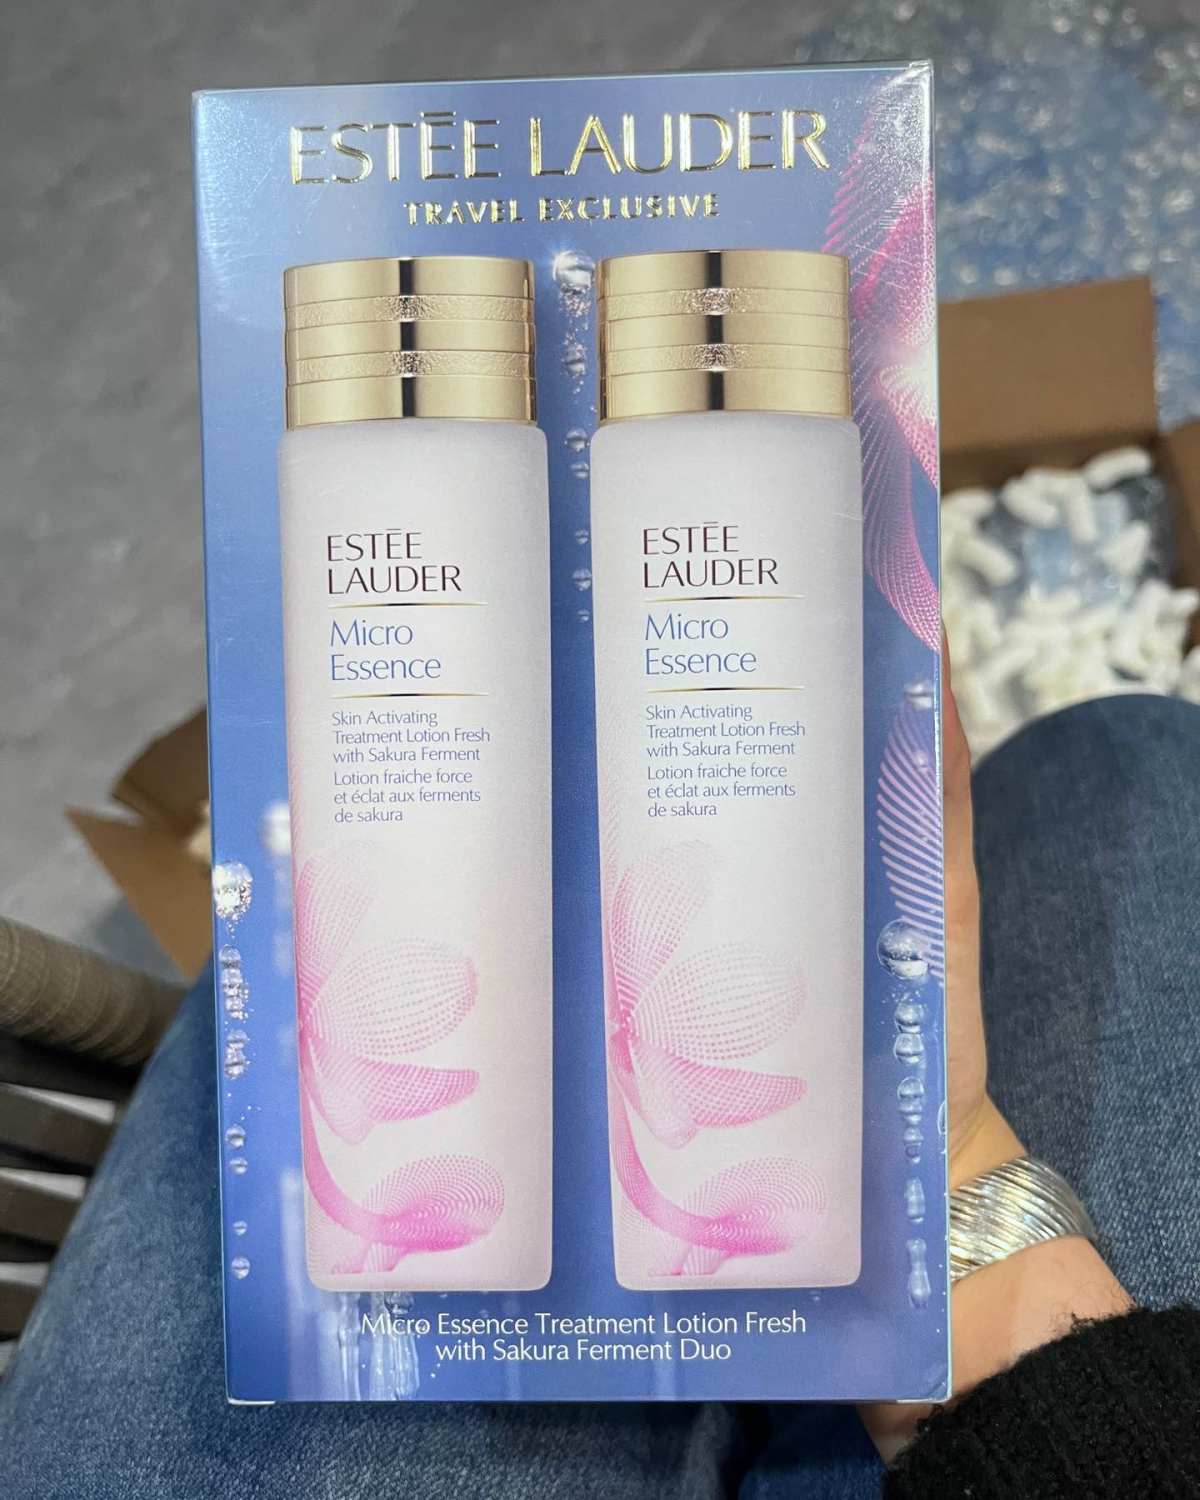 ESTĒE LAUDER
TRAVEL EXCLUSIVE
ESTĒE
LAUDER
Micro
Essence
Skin Activating
Treatment Lotion Fresh
with Sakura Ferment
Lotion fraiche force
et éclat aux ferments
de sakura
ESTĒE
LAUDER
Micro
Essence
Skin Activating
Treatment Lotion Fresh
with Sakura Ferment
Lotion fraiche force
et éclat aux ferments
de sakura
Micro Essence Treatment Lotion Fresh
with Sakura Ferment Duo